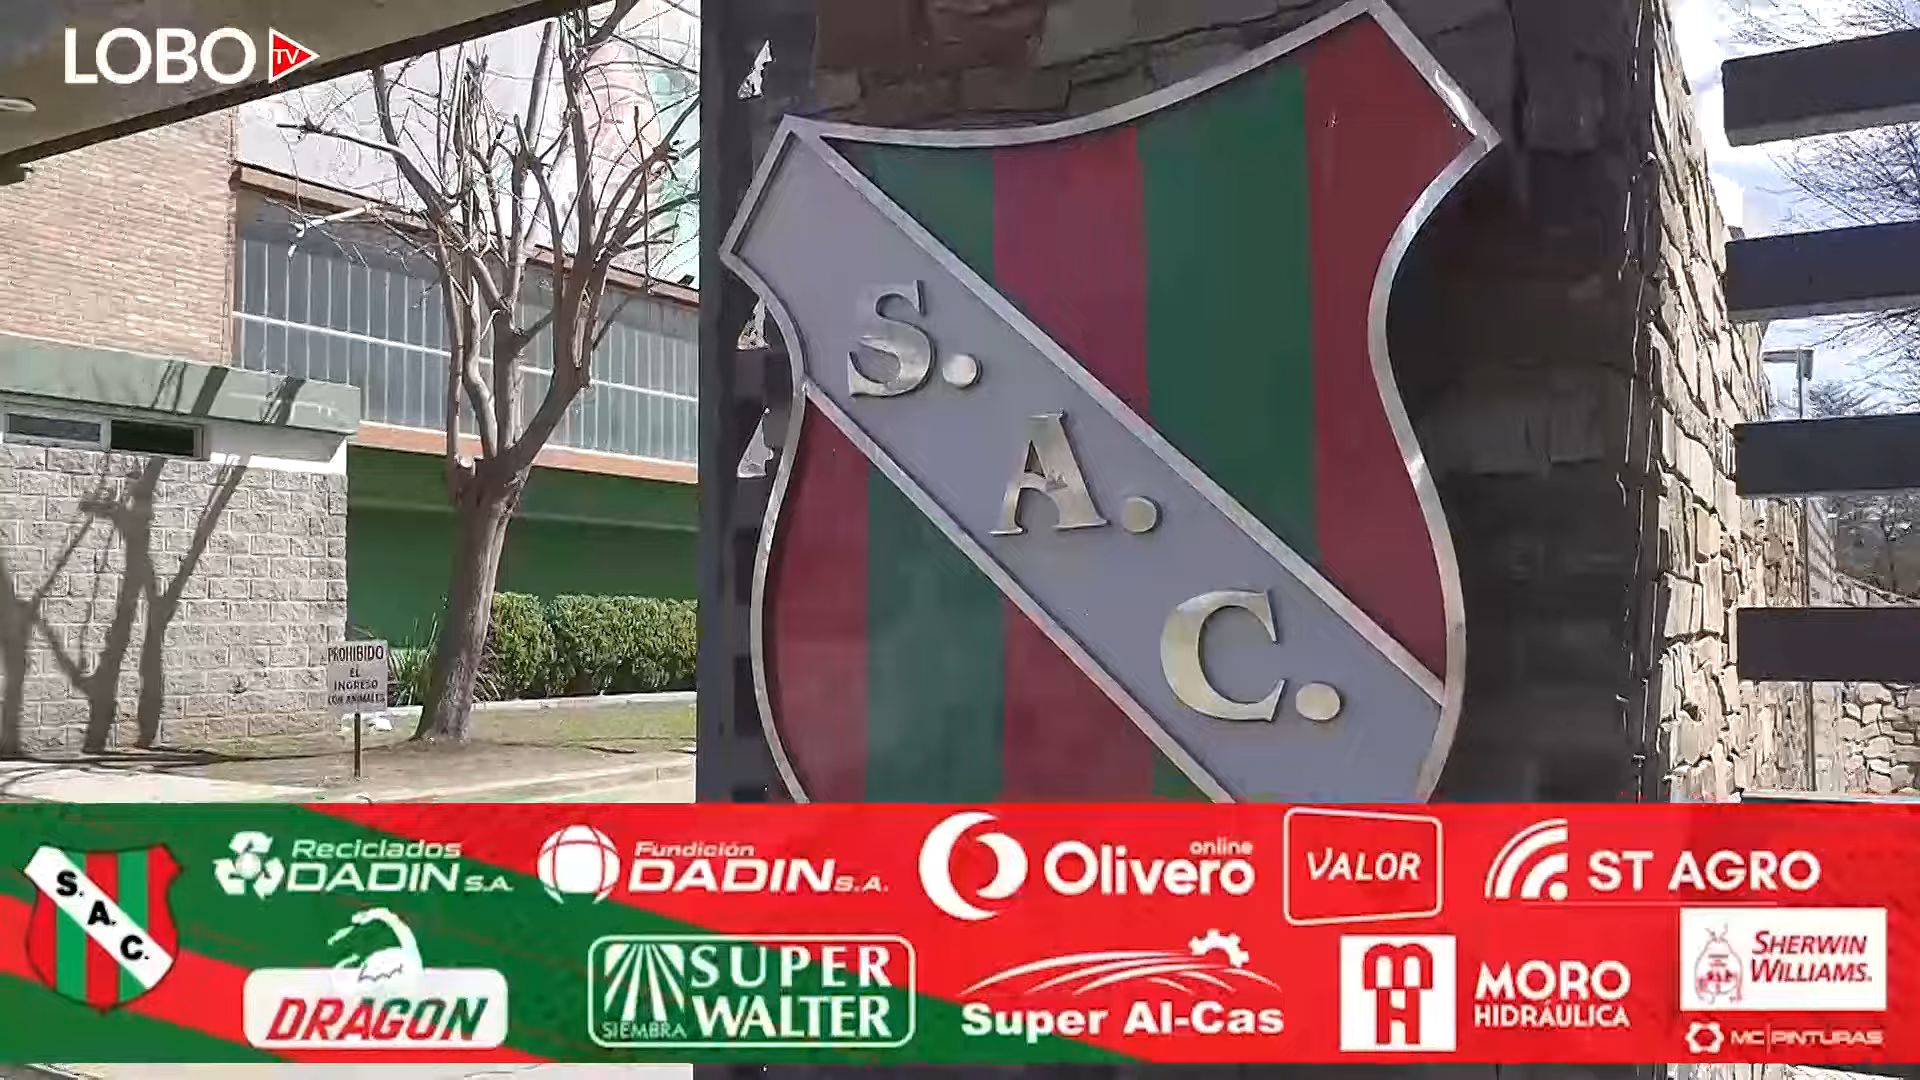 LOBO TV
S.
A.
C.
PROHIBIDO
EL
INGRESO
CON ANIMALES
S.
A.
C.
Reciclados
DADIN S.A.
Fundición
DADIN S.A.
Olivero
online
VALOR
ST AGRO
DRAGON
SUPER
WALTER
SIEMBRA
Super Al-Cas
MORO
HIDRÁULICA
SHERWIN
WILLIAMS.
MC|PINTURAS